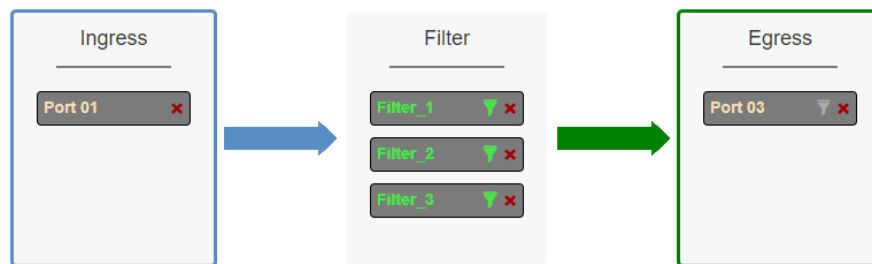 Ingress
Port 01
Filter
Filter_1
Filter_2
Filter_3
Egress
Port 03